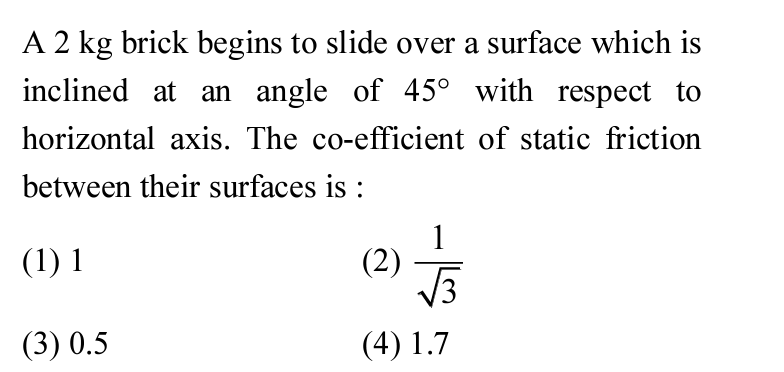 A 2 kg brick begins to slide over a surface which is
inclined at an angle of 45° with respect to
horizontal axis. The co-efficient of static friction
between their surfaces is :
(1) 1 (2) 1/√3
(3) 0.5 (4) 1.7